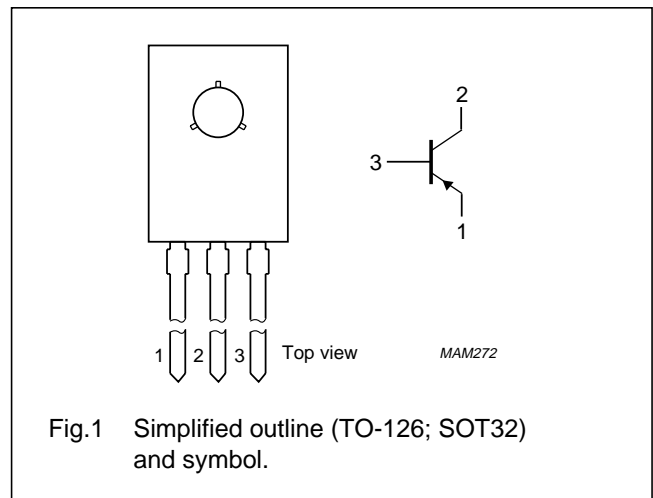 2
3
1
1 2 3 Top view MAM272
Fig.1 Simplified outline (TO-126; SOT32)
and symbol.